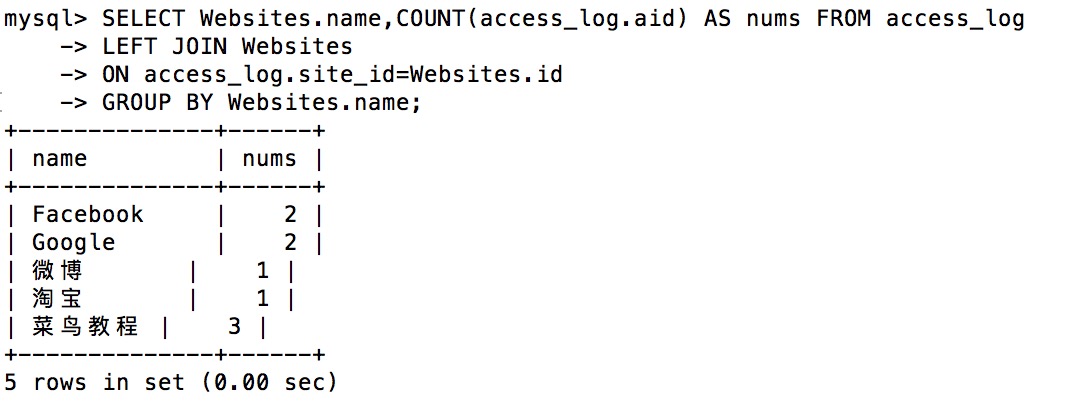 mysql> SELECT Websites.name,COUNT(access_log.aid) AS nums FROM access_log
    -> LEFT JOIN Websites
    -> ON access_log.site_id=Websites.id
    -> GROUP BY Websites.name;
+--------------+------+
| name         | nums |
+--------------+------+
| Facebook     |    2 |
| Google       |    2 |
| 微博       |    1 |
| 淘宝       |    1 |
| 菜鸟教程 |    3 |
+--------------+------+
5 rows in set (0.00 sec)